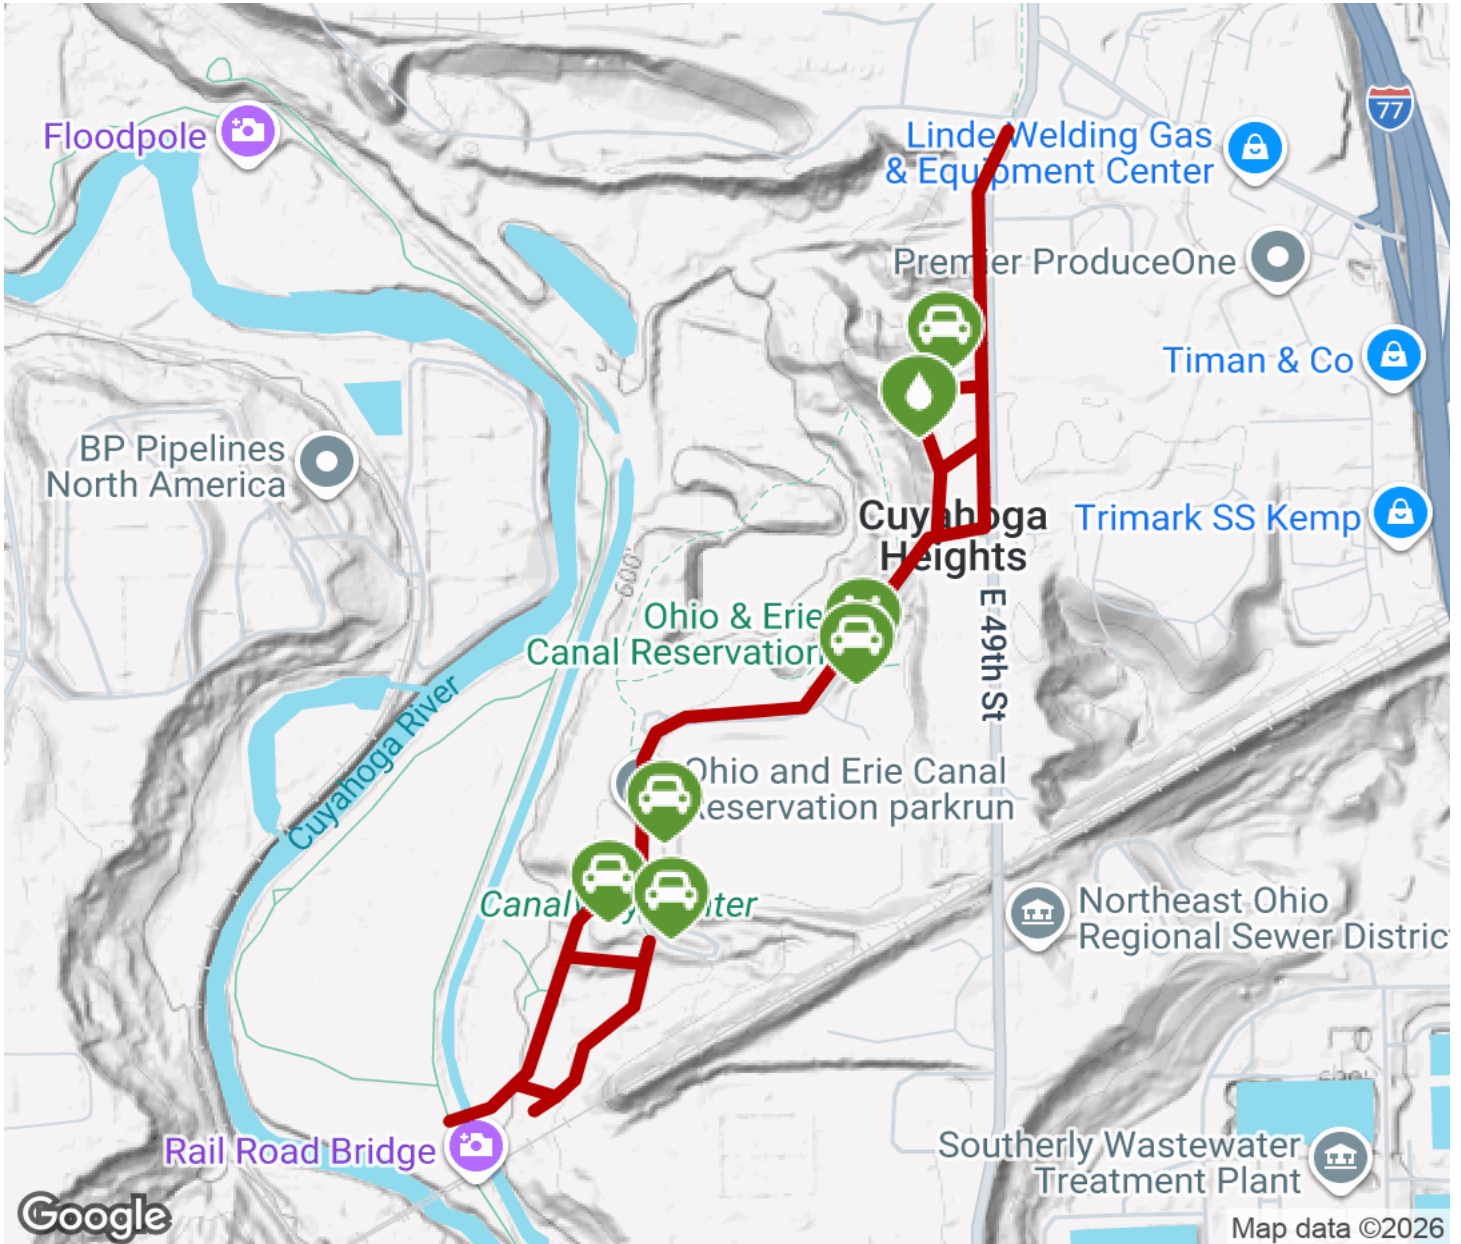 77
Floodpole
Linde Welding Gas
& Equipment Center
Premier ProduceOne
Timan & Co
BP Pipelines
North America
Cuyahoga
Heights
Trimark SS Kemp
600'
Ohio & Erie
Canal Reservation
E 49th St
Cuyahoga River
Ohio and Erie Canal
Reservation parkrun
Northeast Ohio
Regional Sewer Distric
Rail Road Bridge
Southerly Wastewater
Treatment Plant
Google
Map data ©2026